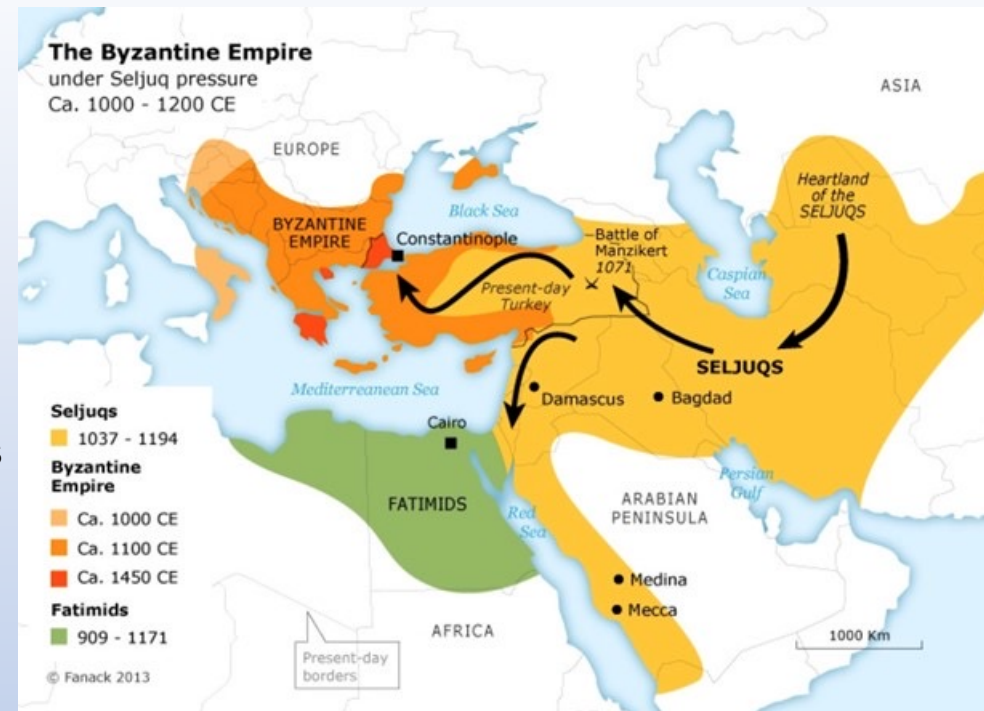 The Byzantine Empire
under Seljuq pressure
Ca. 1000 - 1200 CE
ASIA
EUROPE
Heartland
of the
SELJUQS
Black Sea
BYZANTINE
EMPIRE
Constantinople
Battle of
Manzikert
1071
Caspian
Sea
Present-day
Turkey
SELJUQS
Mediterranean Sea
Damascus
Bagdad
Cairo
Seljuqs
1037 - 1194
Byzantine
Empire
Ca. 1000 CE
Ca. 1100 CE
Ca. 1450 CE
Fatimids
909 - 1171
FATIMIDS
Red
Sea
Persian
Gulf
ARABIAN
PENINSULA
Medina
Mecca
AFRICA
1000 Km
Present-day
borders
© Fanack 2013